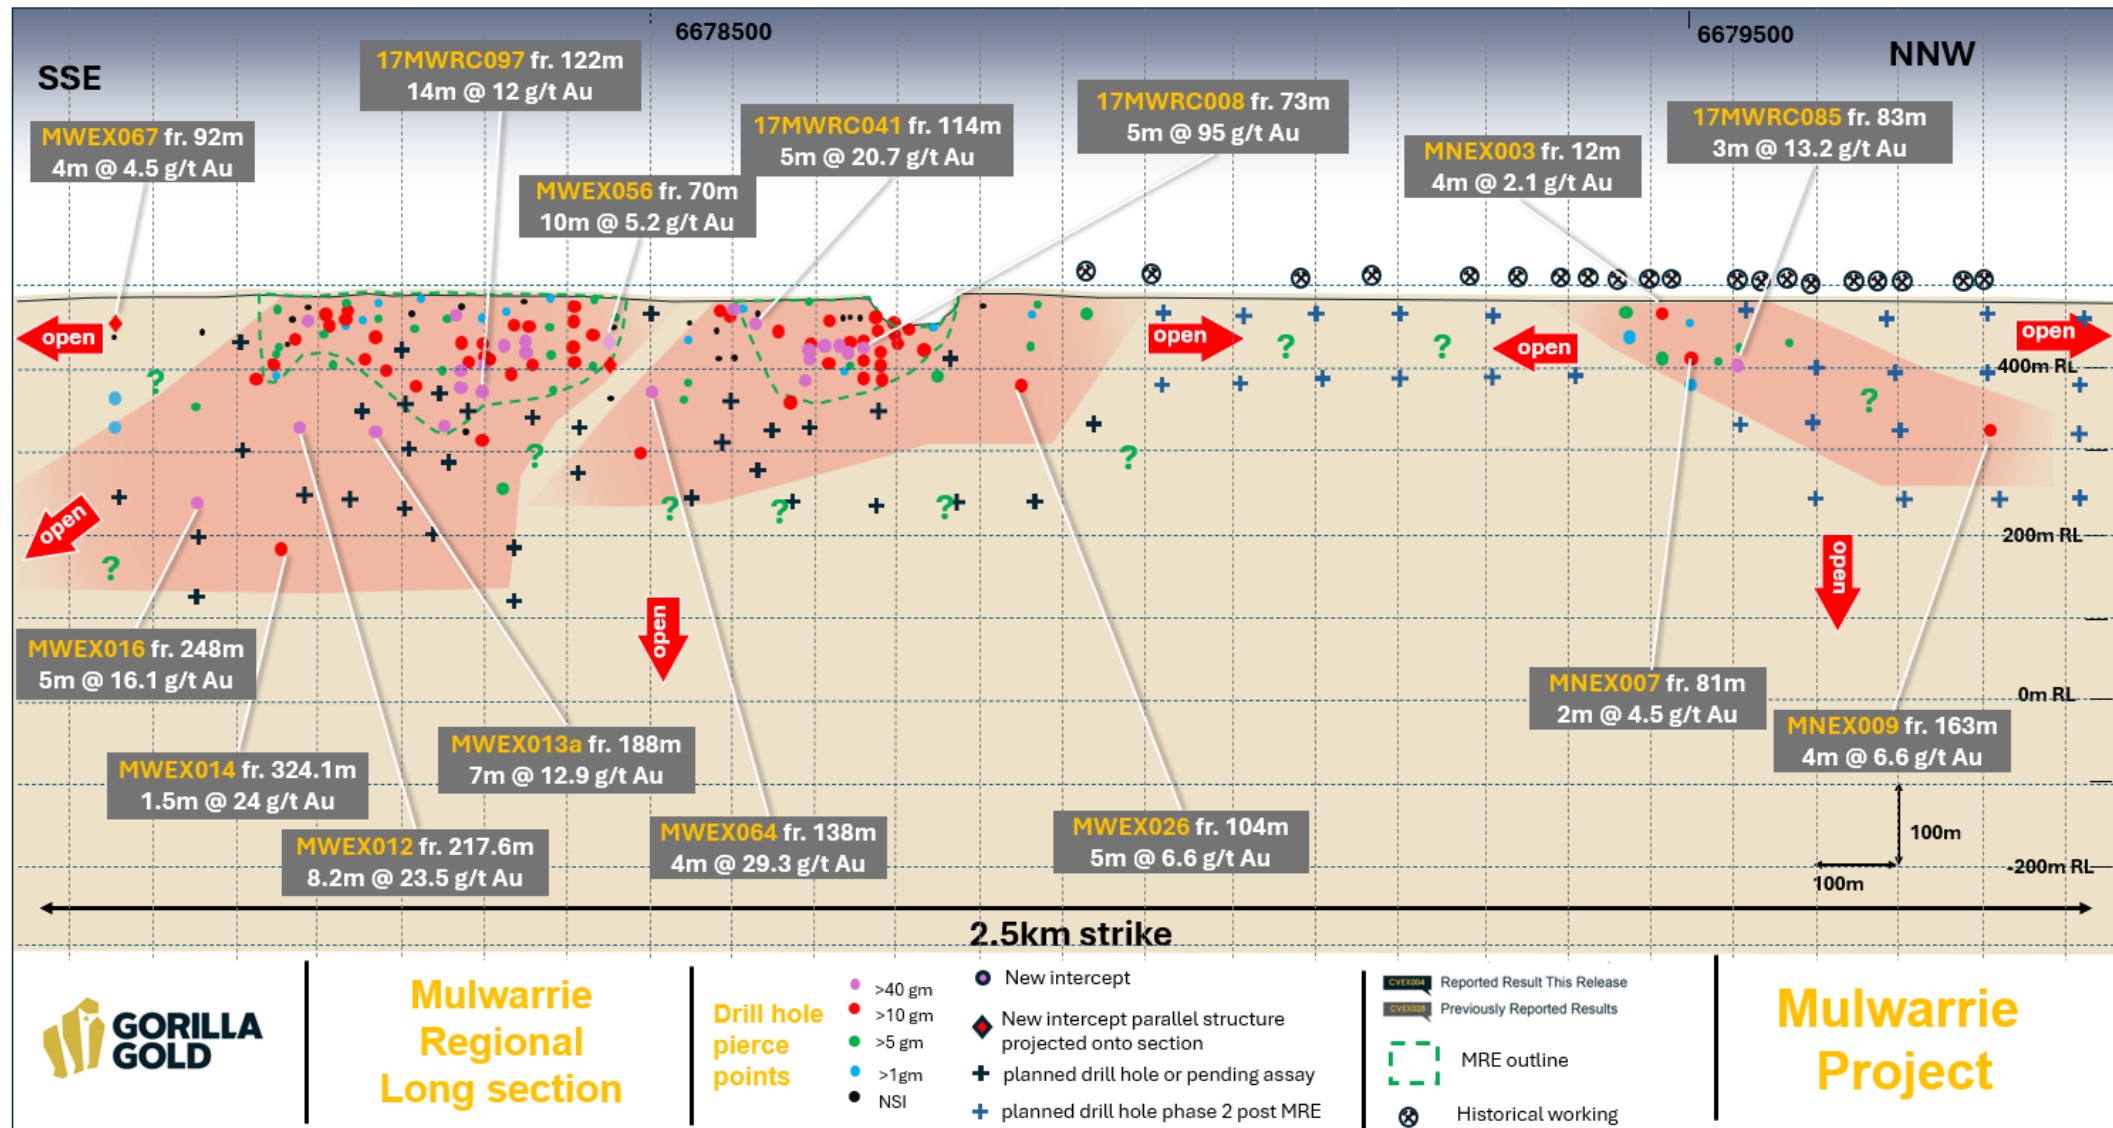 6678500
6679500
SSE
NNW
17MWRC097 fr. 122m
14m @ 12 g/t Au
MWEX067 fr. 92m
4m @ 4.5 g/t Au
17MWRC041 fr. 114m
5m @ 20.7 g/t Au
17MWRC008 fr. 73m
5m @ 95 g/t Au
MNEX003 fr. 12m
4m @ 2.1 g/t Au
17MWRC085 fr. 83m
3m @ 13.2 g/t Au
MWEX056 fr. 70m
10m @ 5.2 g/t Au
open
open
open
open
?
?
?
400m RL
?
?
?
?
?
?
open
200m RL
?
open
open
MWEX016 fr. 248m
5m @ 16.1 g/t Au
MNEX007 fr. 81m
2m @ 4.5 g/t Au
0m RL
MWEX013a fr. 188m
7m @ 12.9 g/t Au
MNEX009 fr. 163m
4m @ 6.6 g/t Au
MWEX014 fr. 324.1m
1.5m @ 24 g/t Au
MWEX012 fr. 217.6m
8.2m @ 23.5 g/t Au
MWEX064 fr. 138m
4m @ 29.3 g/t Au
MWEX026 fr. 104m
5m @ 6.6 g/t Au
100m
100m
-200m RL
2.5km strike
GORILLA
GOLD
Mulwarrie
Regional
Long section
Drill hole
pierce
points
>40 gm
>10 gm
>5 gm
>1gm
NSI
New intercept
New intercept parallel structure
projected onto section
planned drill hole or pending assay
planned drill hole phase 2 post MRE
CVEX004
Reported Result This Release
CVEX028
Previously Reported Results
MRE outline
Historical working
Mulwarrie
Project